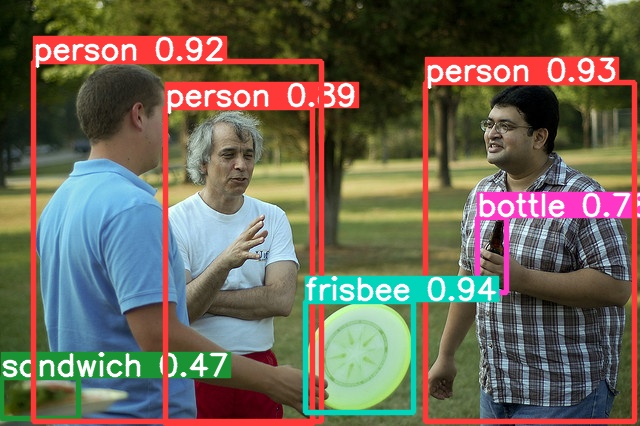 person 0.92
person 0.89
person 0.93
bottle 0.7
frisbee 0.94
sandwich 0.47